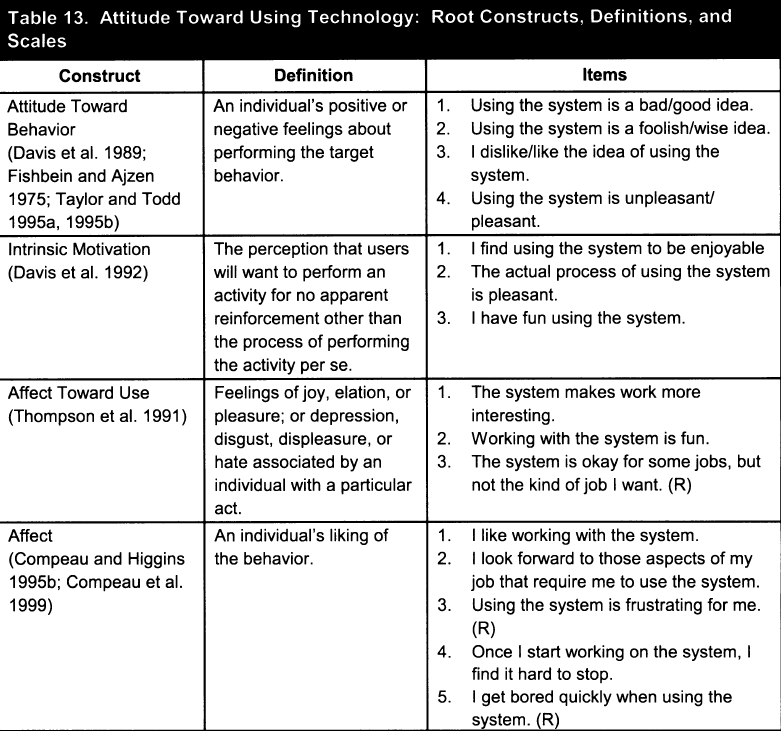 Table 13. Attitude Toward Using Technology: Root Constructs, Definitions, and
Scales
Construct
Definition
Items
Attitude Toward
Behavior
(Davis et al. 1989;
Fishbein and Ajzen
1975; Taylor and Todd
1995a, 1995b)
An individual's positive or
negative feelings about
performing the target
behavior.
1. Using the system is a bad/good idea.
2. Using the system is a foolish/wise idea.
3. I dislike/like the idea of using the
system.
4. Using the system is unpleasant/
pleasant.
Intrinsic Motivation
(Davis et al. 1992)
The perception that users
will want to perform an
activity for no apparent
reinforcement other than
the process of performing
the activity per se.
1. I find using the system to be enjoyable
2. The actual process of using the system
is pleasant.
3. I have fun using the system.
Affect Toward Use
(Thompson et al. 1991)
Feelings of joy, elation, or
pleasure; or depression,
disgust, displeasure, or
hate associated by an
individual with a particular
act.
1. The system makes work more
interesting.
2. Working with the system is fun.
3. The system is okay for some jobs, but
not the kind of job I want. (R)
Affect
(Compeau and Higgins
1995b; Compeau et al.
1999)
An individual's liking of
the behavior.
1. I like working with the system.
2. I look forward to those aspects of my
job that require me to use the system.
3. Using the system is frustrating for me.
(R)
4. Once I start working on the system, I
find it hard to stop.
5. I get bored quickly when using the
system. (R)